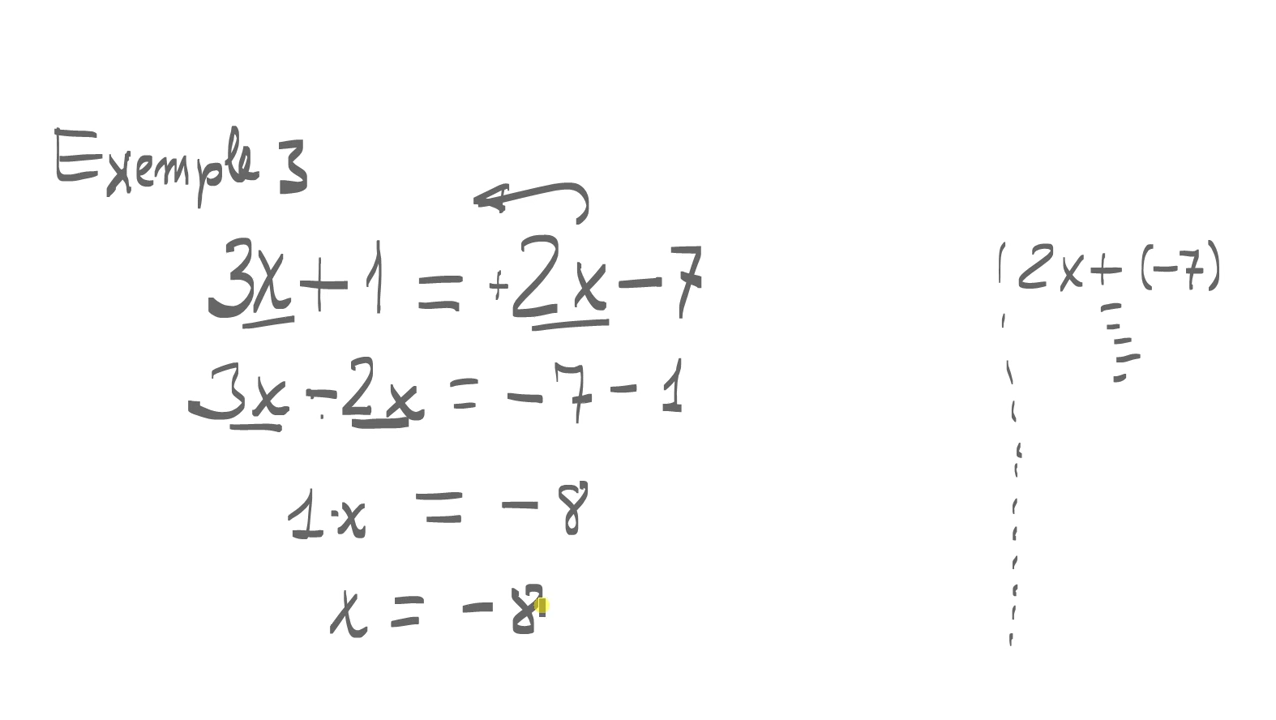 Exemple 3
3x + 1 = +2x - 7
3x - 2x = -7 - 1
1·x = -8
x = -8
2x + (-7)